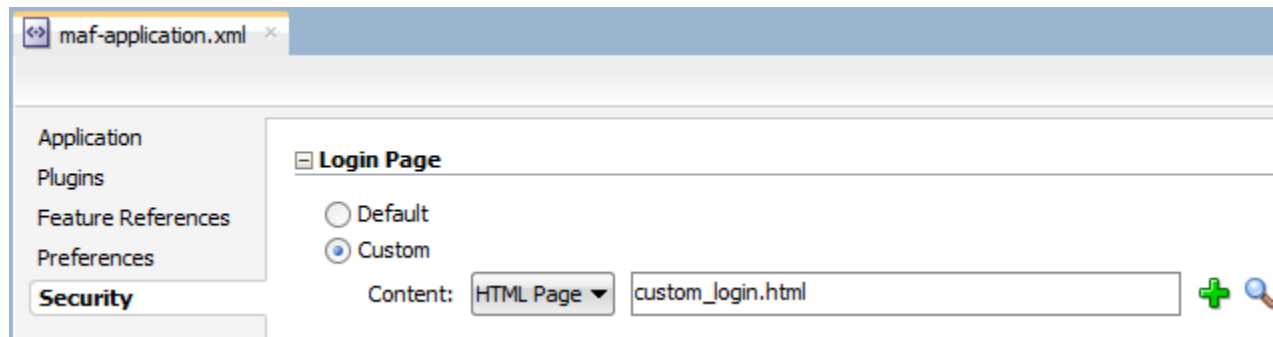 maf-application.xml
Application
Plugins
Feature References
Preferences
Security
Login Page
Default
Custom
Content: HTML Page custom_login.html